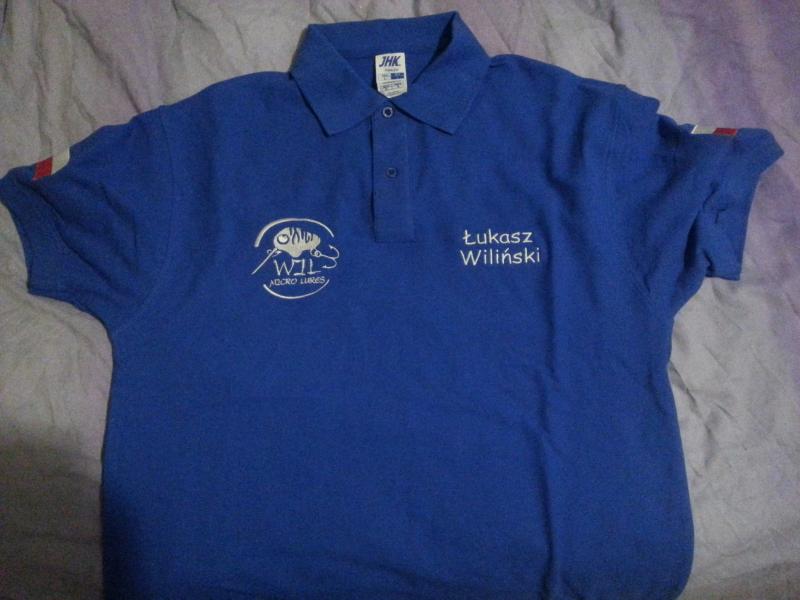 JHK
WIL
MICRO LURES
Łukasz
Wiliński